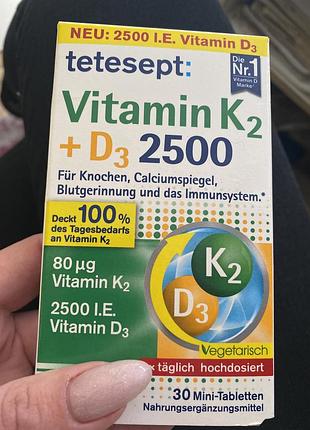 NEU: 2500 I.E. Vitamin D3
tetesept:
Die
Nr.1
Vitamin D
Marke
Vitamin K2
+ D3 2500
Für Knochen, Calciumspiegel,
Blutgerinnung und das Immunsystem.*
Deckt 100%
des Tagesbedarfs
an Vitamin K2
80 µg
Vitamin K2
2500 I.E.
Vitamin D3
K2
D3
Vegetarisch
x täglich hochdosiert
30 Mini-Tabletten
Nahrungsergänzungsmittel